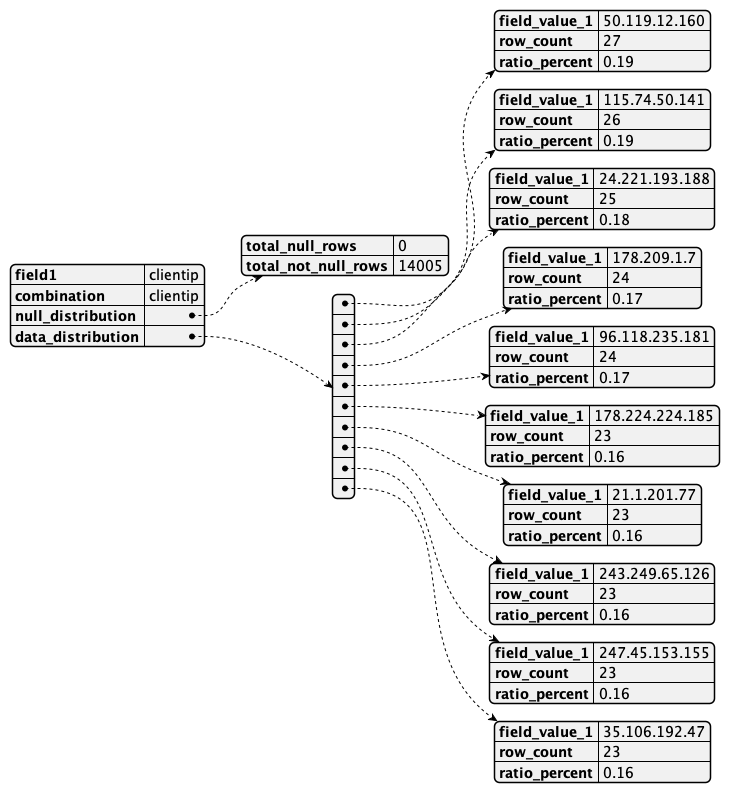 field1 clientip
combination clientip
null_distribution
data_distribution
total_null_rows 0
total_not_null_rows 14005
field_value_1 50.119.12.160
row_count 27
ratio_percent 0.19
field_value_1 115.74.50.141
row_count 26
ratio_percent 0.19
field_value_1 24.221.193.188
row_count 25
ratio_percent 0.18
field_value_1 178.209.1.7
row_count 24
ratio_percent 0.17
field_value_1 96.118.235.181
row_count 24
ratio_percent 0.17
field_value_1 178.224.224.185
row_count 23
ratio_percent 0.16
field_value_1 21.1.201.77
row_count 23
ratio_percent 0.16
field_value_1 243.249.65.126
row_count 23
ratio_percent 0.16
field_value_1 247.45.153.155
row_count 23
ratio_percent 0.16
field_value_1 35.106.192.47
row_count 23
ratio_percent 0.16